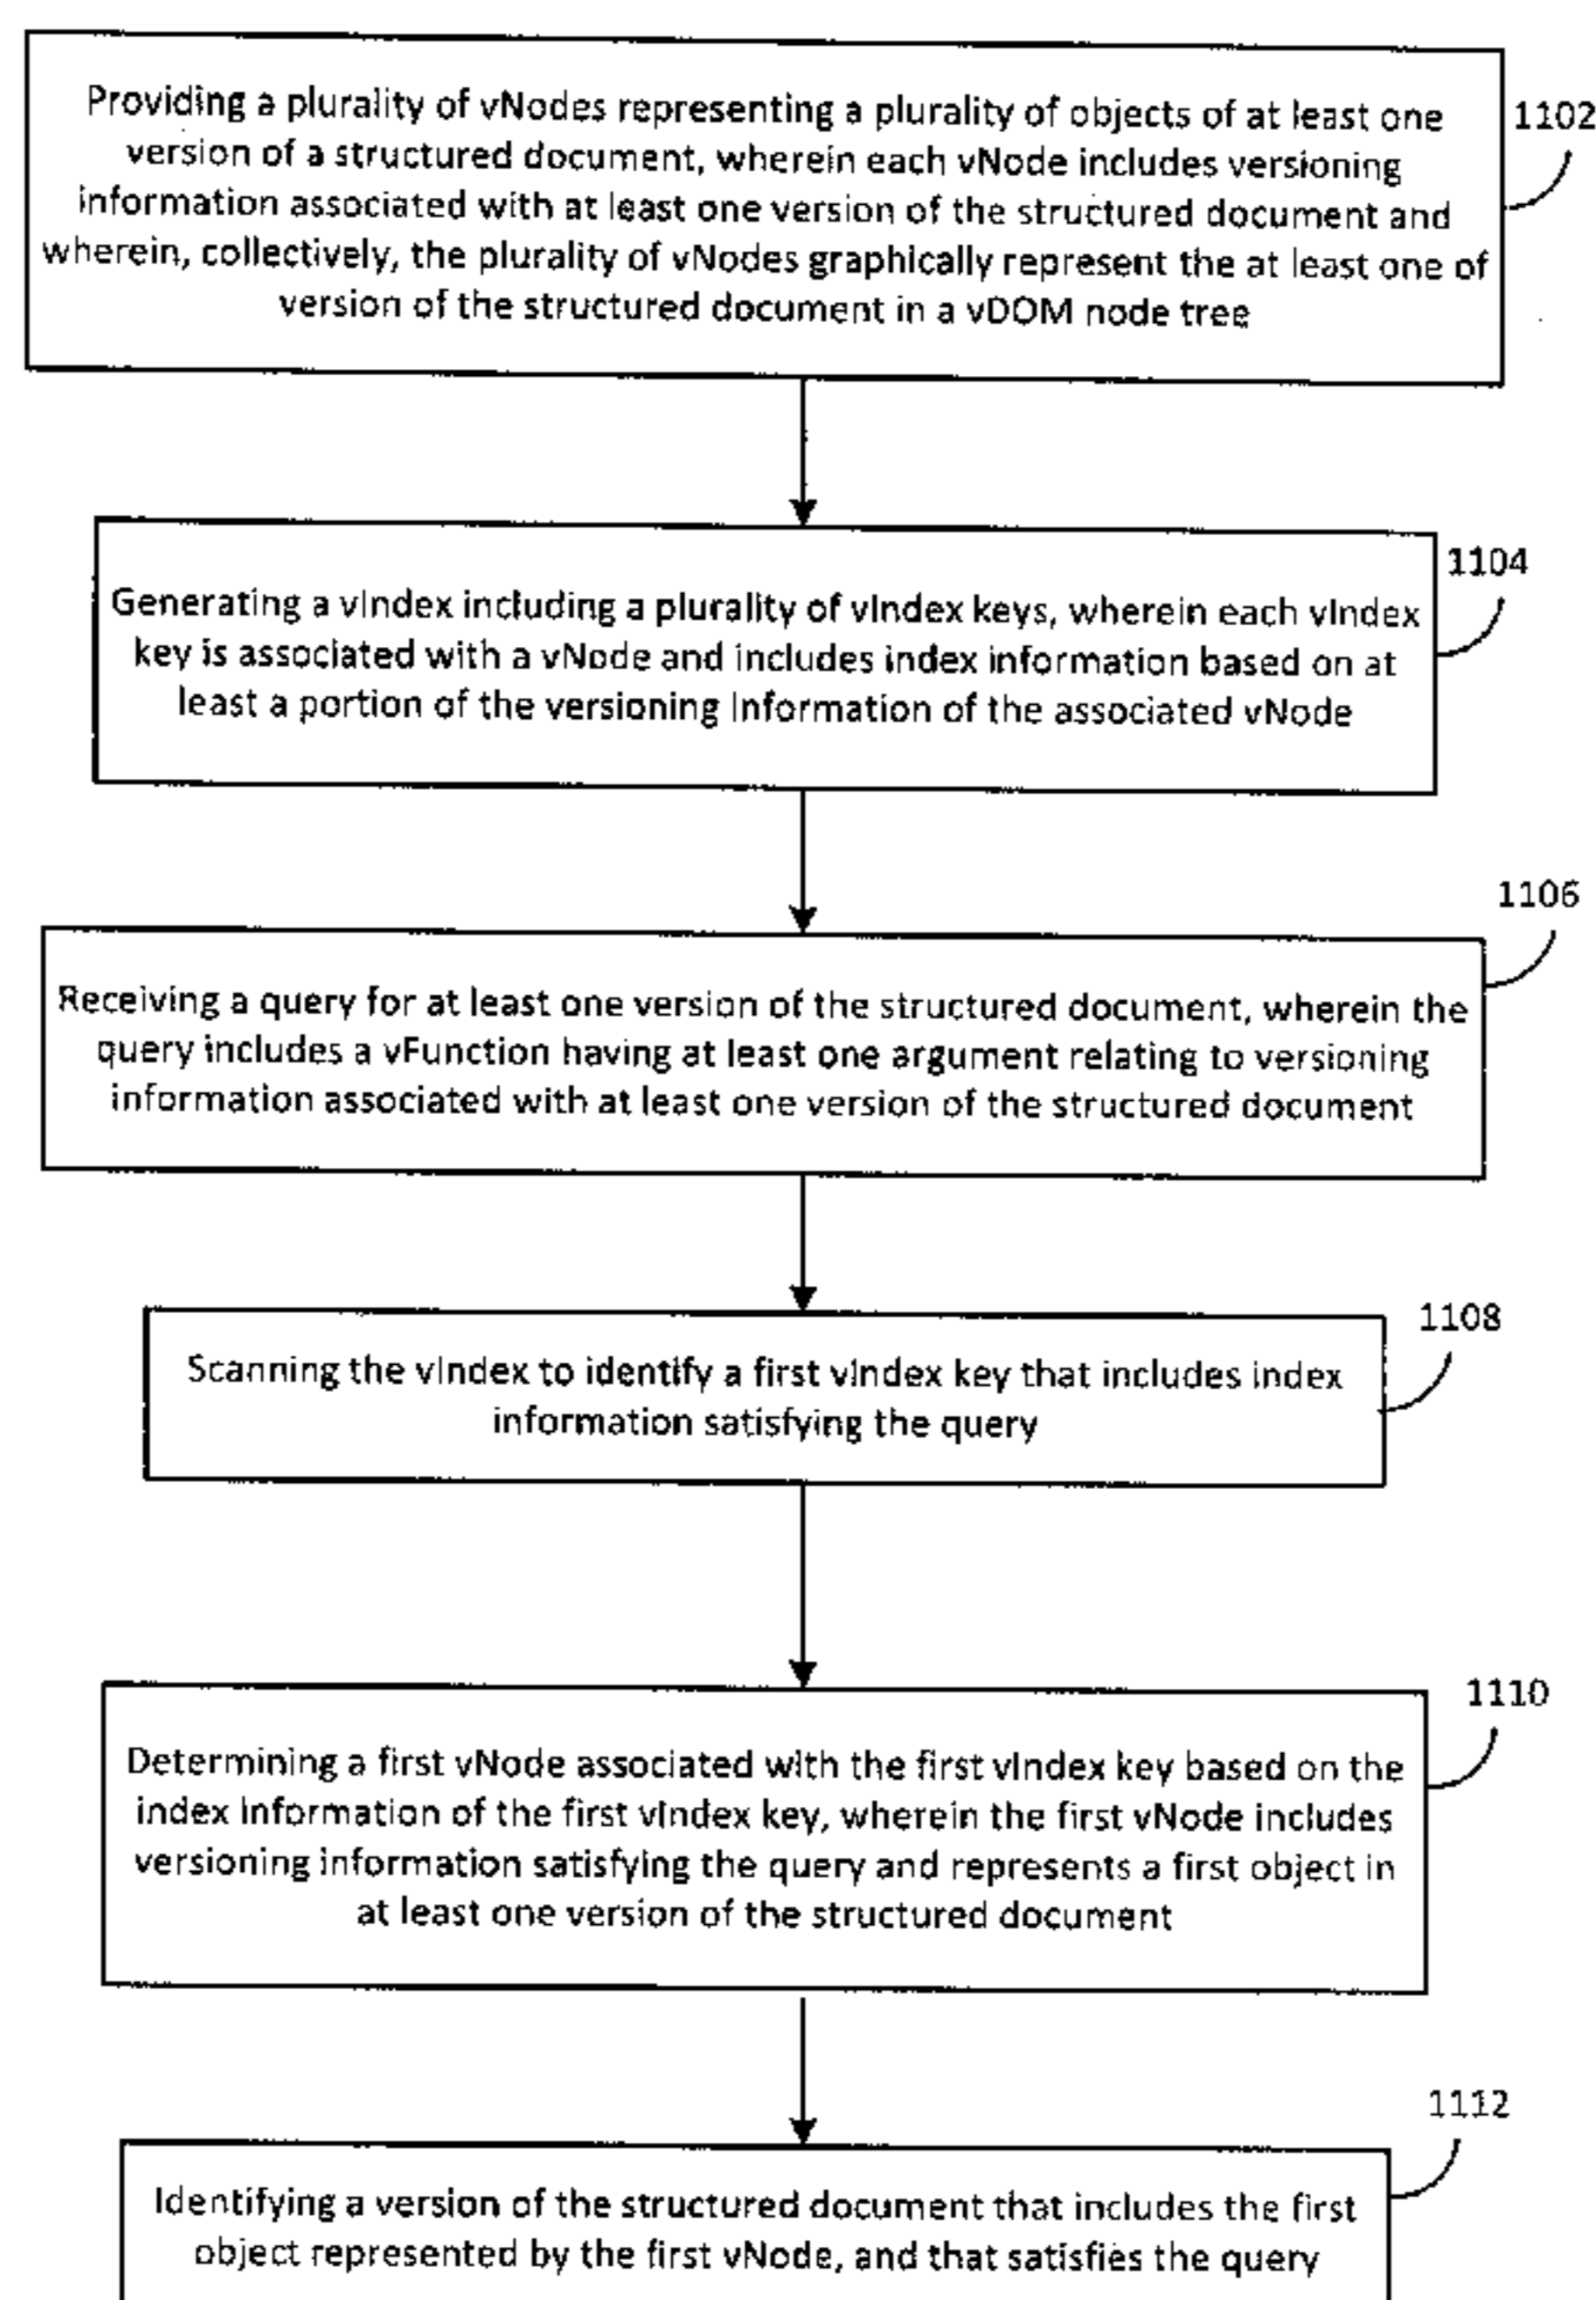 Providing a plurality of vNodes representing a plurality of objects of at least one
version of a structured document, wherein each vNode includes versioning
information associated with at least one version of the structured document and
wherein, collectively, the plurality of vNodes graphically represent the at least one of
version of the structured document in a vDOM node tree
1102
Generating a vIndex including a plurality of vIndex keys, wherein each vIndex
key is associated with a vNode and includes index information based on at
least a portion of the versioning Information of the associated vNode
1104
Receiving a query for at least one version of the structured document, wherein the
query includes a vFunction having at least one argument relating to versioning
information associated with at least one version of the structured document
1106
Scanning the vIndex to identify a first vIndex key that includes index
information satisfying the query
1108
Determining a first vNode associated with the first vIndex key based on the
index information of the first vIndex key, wherein the first vNode includes
versioning information satisfying the query and represents a first object in
at least one version of the structured document
1110
Identifying a version of the structured document that includes the first
object represented by the first vNode, and that satisfies the query
1112